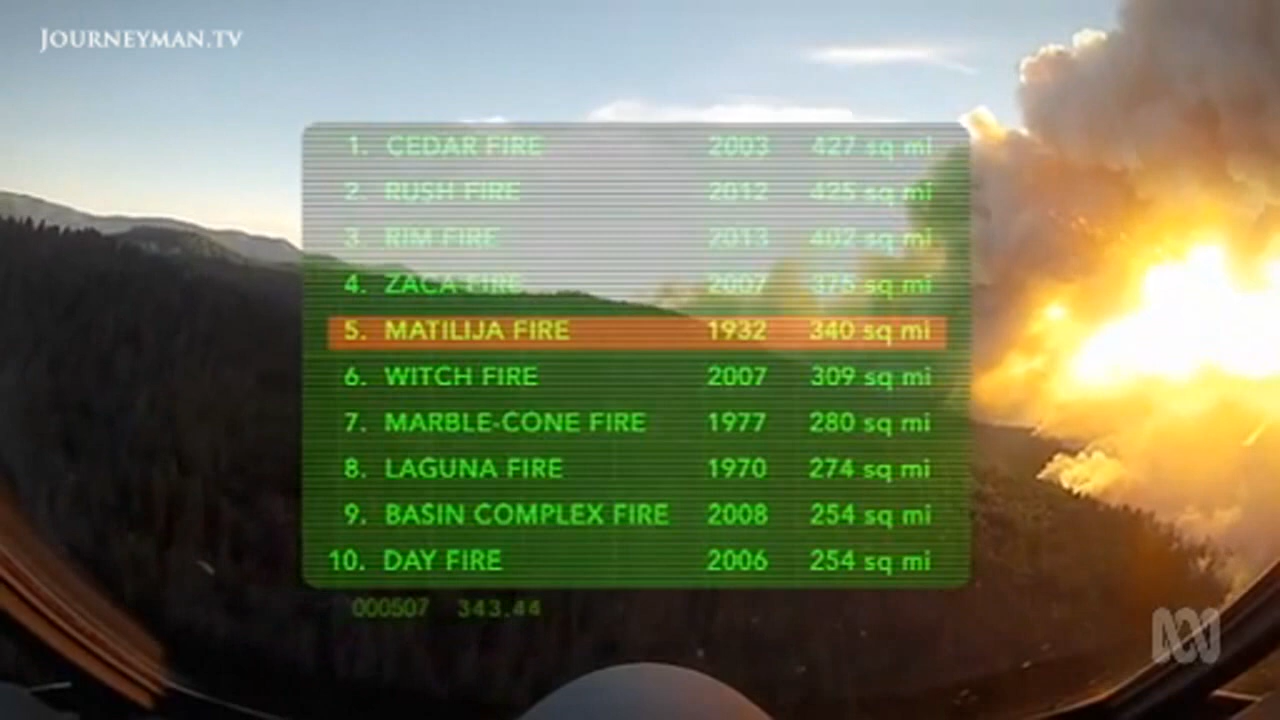 JOURNEYMAN.TV
1. CEDAR FIRE 2003 427 sq mi
2. RUSH FIRE 2012 425 sq mi
3. RIM FIRE 2013 402 sq mi
4. ZACA FIRE 2007 375 sq mi
5. MATILIJA FIRE 1932 340 sq mi
6. WITCH FIRE 2007 309 sq mi
7. MARBLE-CONE FIRE 1977 280 sq mi
8. LAGUNA FIRE 1970 274 sq mi
9. BASIN COMPLEX FIRE 2008 254 sq mi
10. DAY FIRE 2006 254 sq mi
000507 343.44